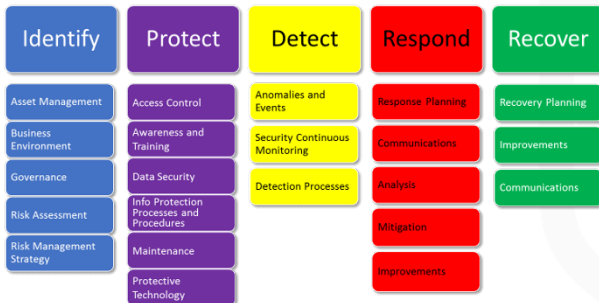 Identify
Protect
Detect
Respond
Recover
Asset Management
Business
Environment
Governance
Risk Assessment
Risk Management
Strategy
Access Control
Awareness and
Training
Data Security
Info Protection
Processes and
Procedures
Maintenance
Protective
Technology
Anomalies and
Events
Security Continuous
Monitoring
Detection Processes
Response Planning
Communications
Analysis
Mitigation
Improvements
Recovery Planning
Improvements
Communications